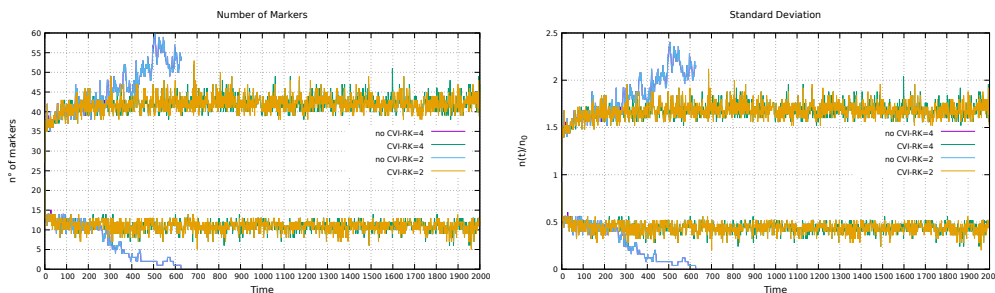 Number of Markers
60
55
50
45
40
35
30
25
20
15
10
5
0
n° of markers
no CVI-RK=4
CVI-RK=4
no CVI-RK=2
CVI-RK=2
0 100 200 300 400 500 600 700 800 900 1000 1100 1200 1300 1400 1500 1600 1700 1800 1900 2000
Time
Standard Deviation
2.5
2
1.5
1
0.5
0
n(t)/n0
no CVI-RK=4
CVI-RK=4
no CVI-RK=2
CVI-RK=2
0 100 200 300 400 500 600 700 800 900 1000 1100 1200 1300 1400 1500 1600 1700 1800 1900 2000
Time